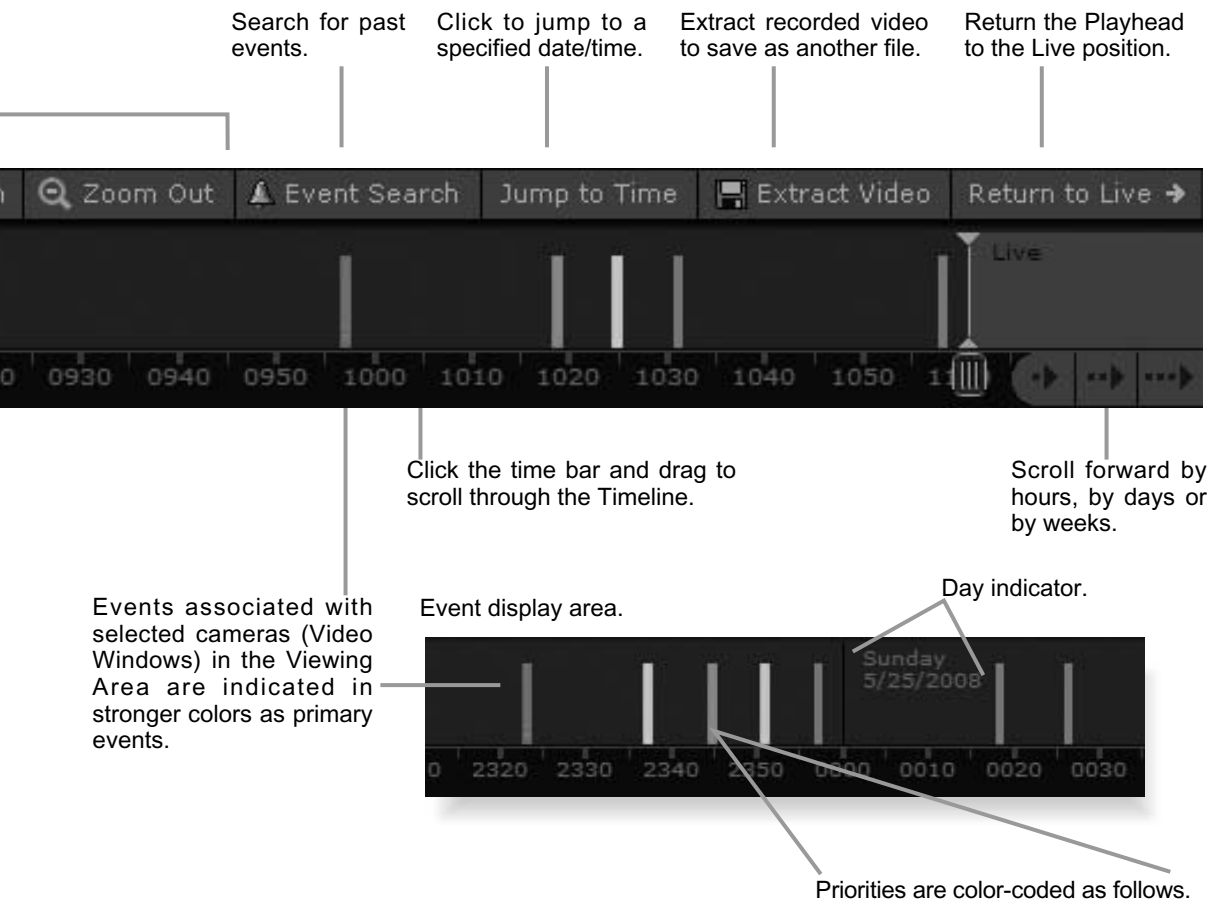 Search for past
events.
Click to jump to a
specified date/time.
Extract recorded video
to save as another file.
Return the Playhead
to the Live position.
Zoom Out
Event Search
Jump to Time
Extract Video
Return to Live
Live
0930 0940 0950 1000 1010 1020 1030 1040 1050
Click the time bar and drag to
scroll through the Timeline.
Scroll forward by
hours, by days or
by weeks.
Events associated with
selected cameras (Video
Windows) in the Viewing
Area are indicated in
stronger colors as primary
events.
Event display area.
Day indicator.
Sunday
5/25/2008
2320 2330 2340 2350 0000 0010 0020 0030
Priorities are color-coded as follows.